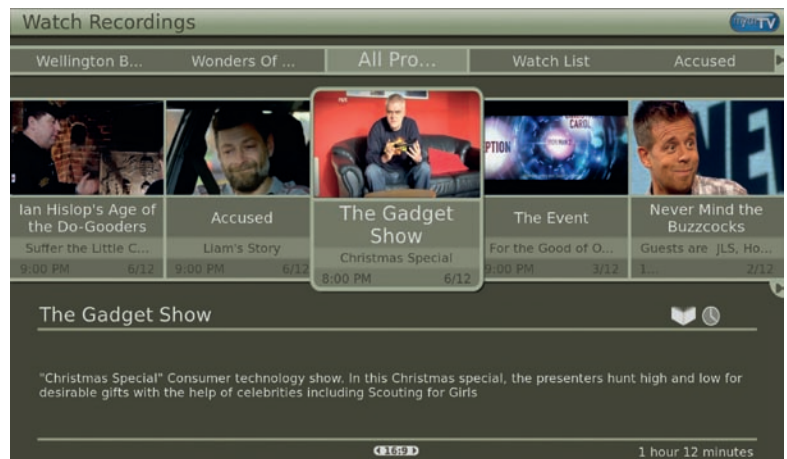 Watch Recordings
mythTV
Wellington B... Wonders Of ... All Pro... Watch List Accused
CAROL
PTION
Ian Hislop's Age of
the Do-Gooders
Suffer the Little C...
9:00 PM 6/12
Accused
Liam's Story
9:00 PM 6/12
The Gadget
Show
Christmas Special
8:00 PM 6/12
The Event
For the Good of O...
9:00 PM 3/12
Never Mind the
Buzzcocks
Guests are JLS, Ho...
1... 2/12
The Gadget Show
"Christmas Special" Consumer technology show. In this Christmas special, the presenters hunt high and low for
desirable gifts with the help of celebrities including Scouting for Girls
16:9
1 hour 12 minutes